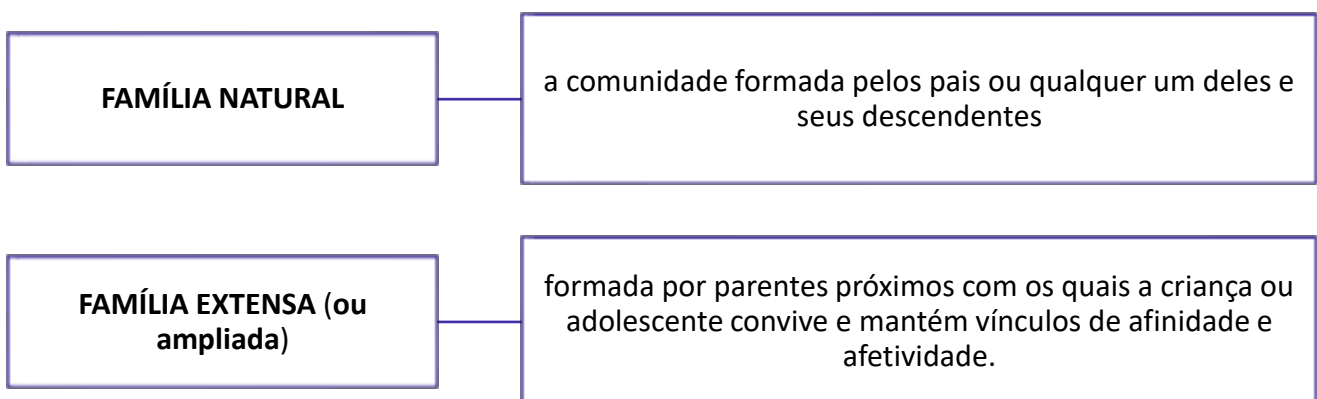 FAMÍLIA NATURAL
a comunidade formada pelos pais ou qualquer um deles e
seus descendentes
FAMÍLIA EXTENSA (ou
ampliada)
formada por parentes próximos com os quais a criança ou
adolescente convive e mantém vínculos de afinidade e
afetividade.